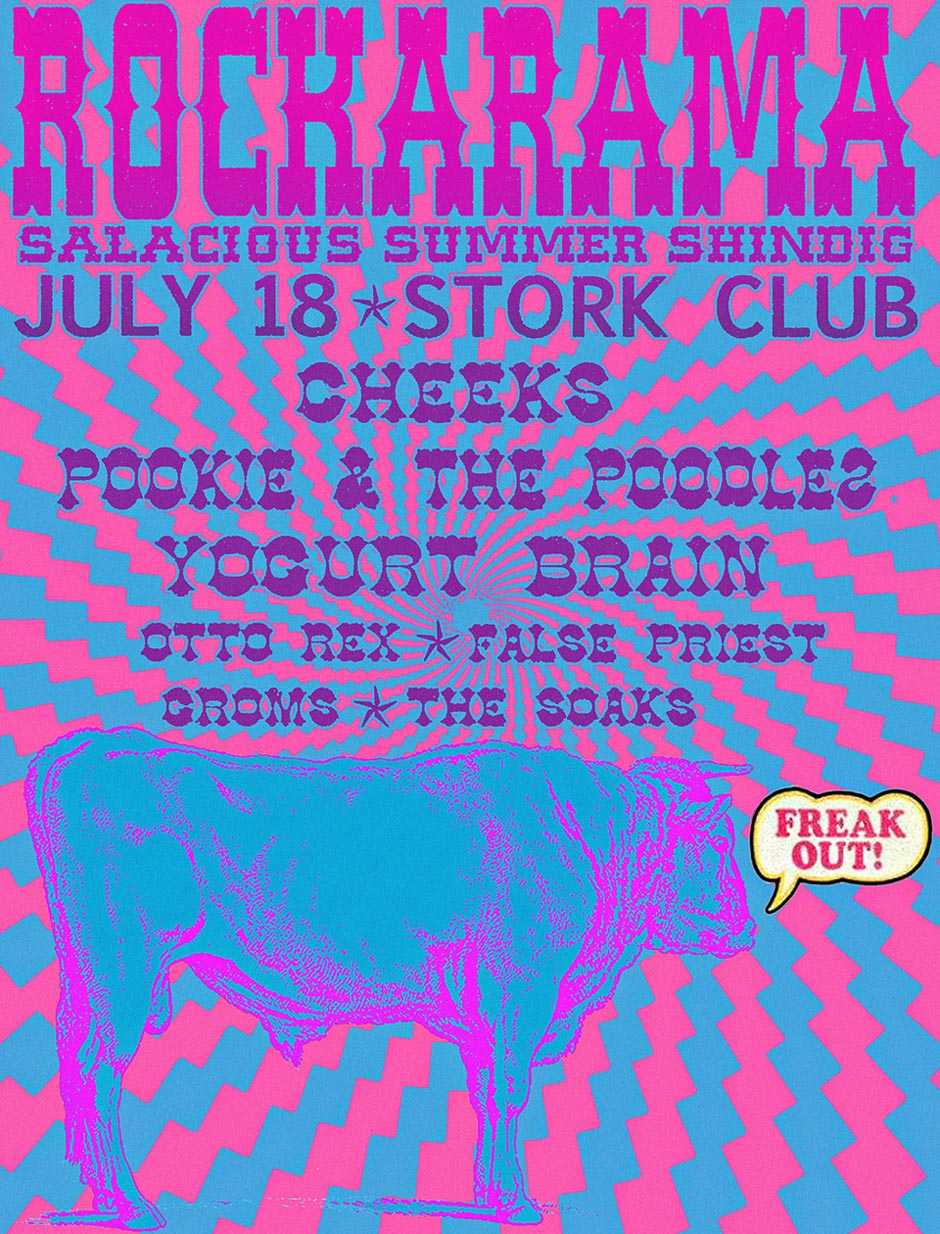 ROCKARAMA
SALACIOUS SUMMER SHINDIG
JULY 18 ★ STORK CLUB
CHEEKS
POOKIE & THE POODLEZ
YOGURT BRAIN
OTTO REX ★ FALSE PRIEST
GROMS ★ THE SOAKS
FREAK
OUT!